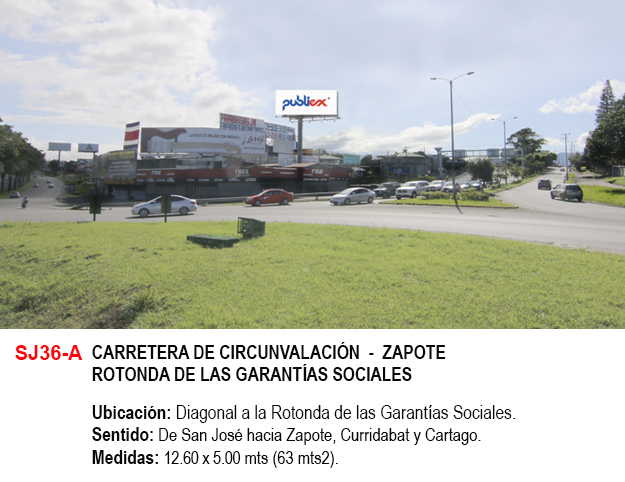 publiex
SJ36-A CARRETERA DE CIRCUNVALACIÓN - ZAPOTE
ROTONDA DE LAS GARANTÍAS SOCIALES
Ubicación: Diagonal a la Rotonda de las Garantías Sociales.
Sentido: De San José hacia Zapote, Curridabat y Cartago.
Medidas: 12.60 x 5.00 mts (63 mts2).